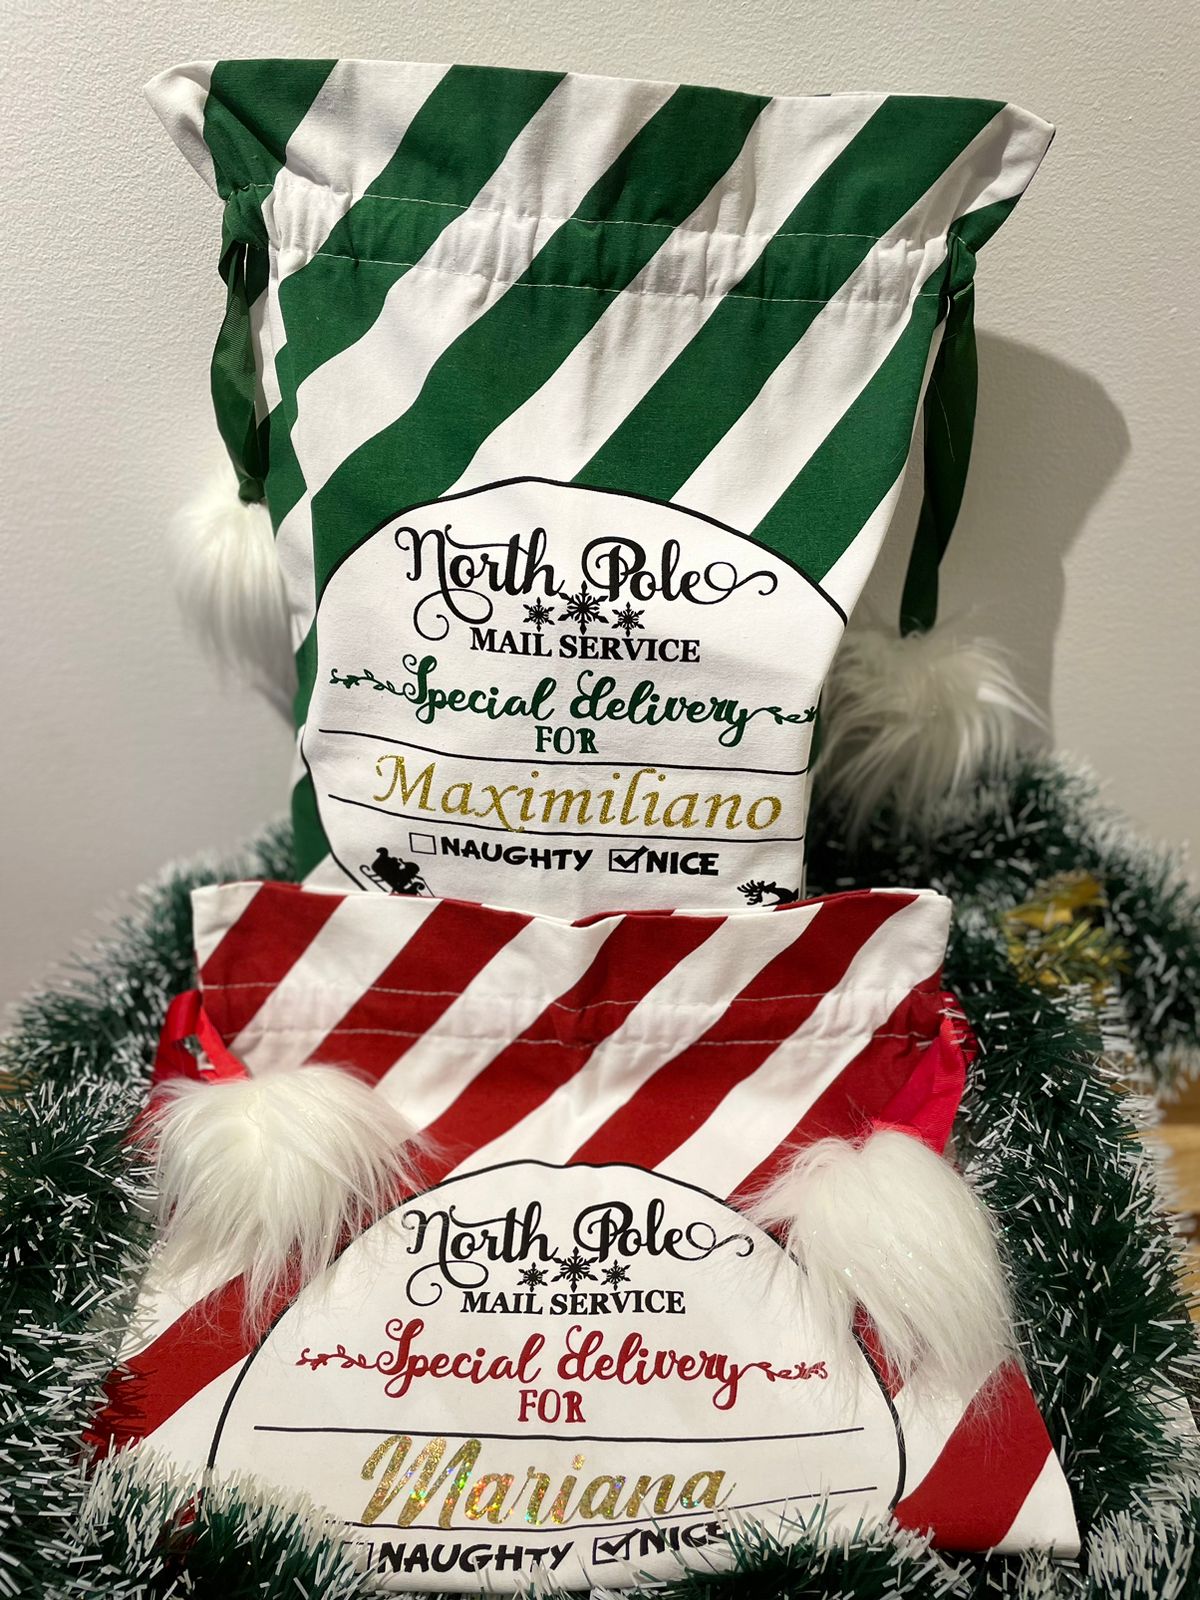 North Pole
MAIL SERVICE
Special delivery
FOR
Maximiliano
NAUGHTY NICE
North Pole
MAIL SERVICE
Special delivery
FOR
Mariana
NAUGHTY NICE